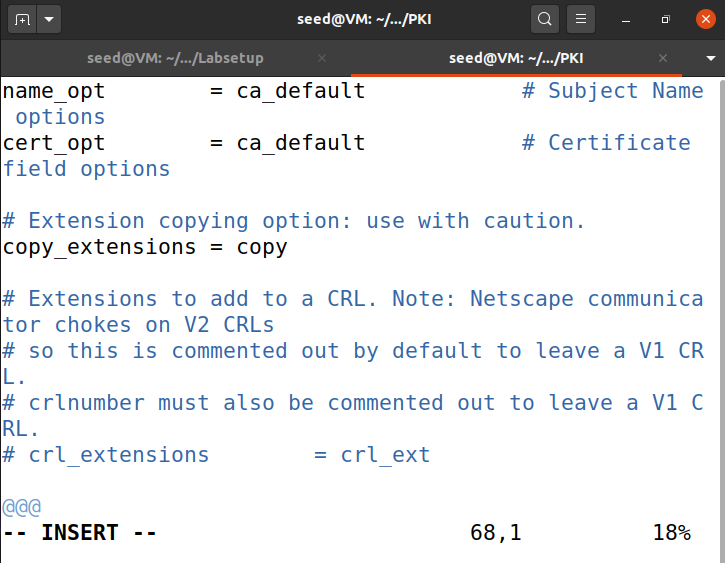 seed@VM: ~/.../PKI
seed@VM: ~/.../Labsetup
seed@VM: ~/.../PKI
name_opt        = ca_default            # Subject Name
 options
cert_opt        = ca_default            # Certificate
field options
# Extension copying option: use with caution.
copy_extensions = copy
# Extensions to add to a CRL. Note: Netscape communica
tor chokes on V2 CRLs
# so this is commented out by default to leave a V1 CR
L.
# crlnumber must also be commented out to leave a V1 C
RL.
# crl_extensions        = crl_ext
@@@
-- INSERT --                        68,1          18%